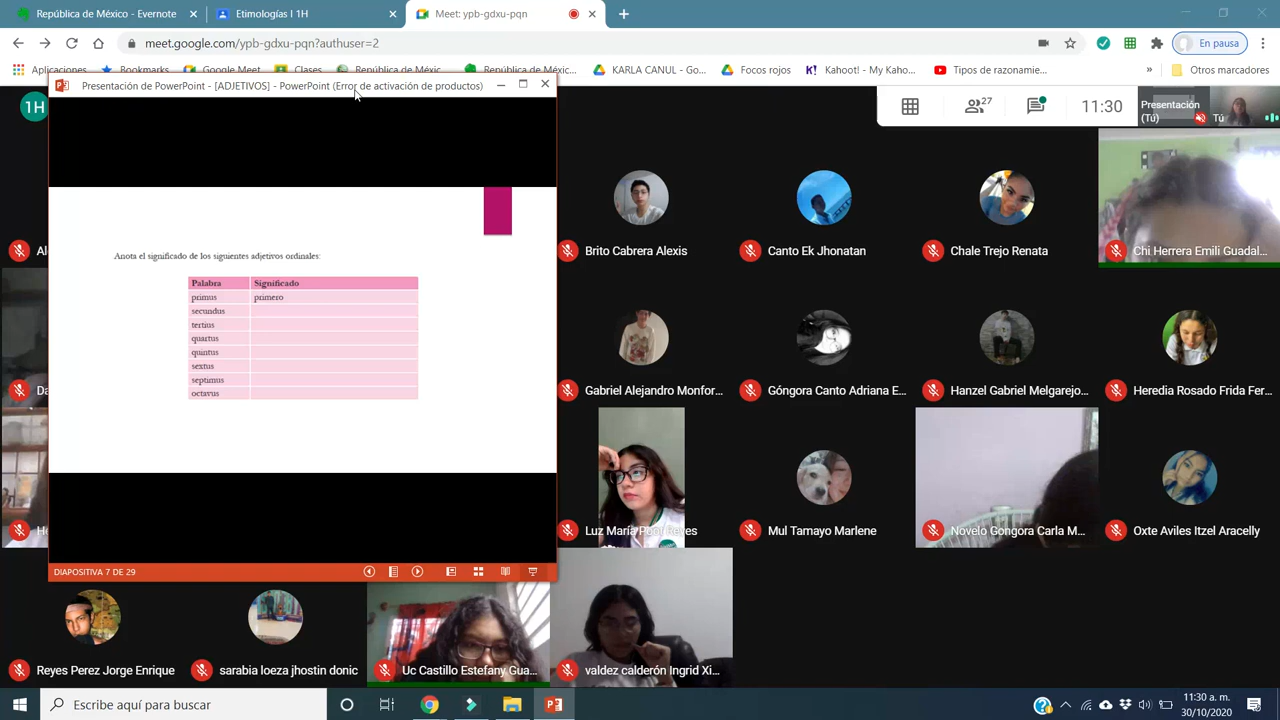 República de México - Evernote
Etimologías I 1H
Meet: ypb-gdxu-pqn
meet.google.com/ypb-gdxu-pqn?authuser=2
En pausa
Aplicaciones
Bookmarks
Google Meet
Clases
República de Méxic...
República de Méxic...
KARLA CANUL - Go...
Focos rojos
Kahoot! - My Kaho...
Tipos de razonamie...
»
Otros marcadores
Presentación de PowerPoint - [ADJETIVOS] - PowerPoint (Error de activación de productos)
1H
27
11:30
Presentación
(Tú)
Tú
Anota el significado de los siguientes adjetivos ordinales:
Palabra Significado
primus primero
secundus
tertius
quartus
quintus
sextus
septimus
octavus
DIAPOSITIVA 7 DE 29
Brito Cabrera Alexis
Canto Ek Jhonatan
Chale Trejo Renata
Chi Herrera Emili Guadal...
Gabriel Alejandro Monfor...
Góngora Canto Adriana E...
Hanzel Gabriel Melgarejo...
Heredia Rosado Frida Fer...
Luz María Poot Reyes
Mul Tamayo Marlene
Novelo Gongora Carla M...
Oxte Aviles Itzel Aracelly
Reyes Perez Jorge Enrique
sarabia loeza jhostin donic
Uc Castillo Estefany Gua...
valdez calderón Ingrid Xi...
Escribe aquí para buscar
11:30 a. m.
30/10/2020